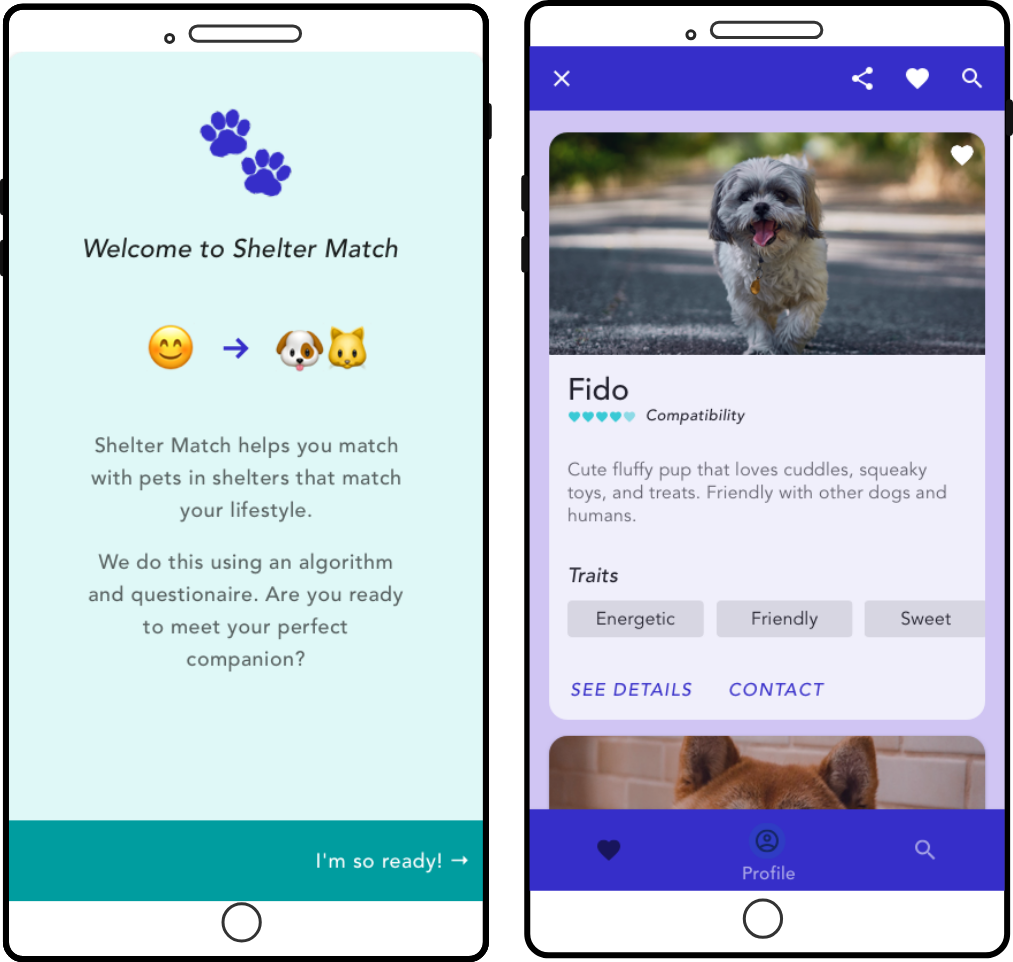 Welcome to Shelter Match
Shelter Match helps you match
with pets in shelters that match
your lifestyle.
We do this using an algorithm
and questionaire. Are you ready
to meet your perfect
companion?
I'm so ready! →
Fido
Compatibility
Cute fluffy pup that loves cuddles, squeaky
toys, and treats. Friendly with other dogs and
humans.
Traits
Energetic Friendly Sweet
SEE DETAILS CONTACT
Profile